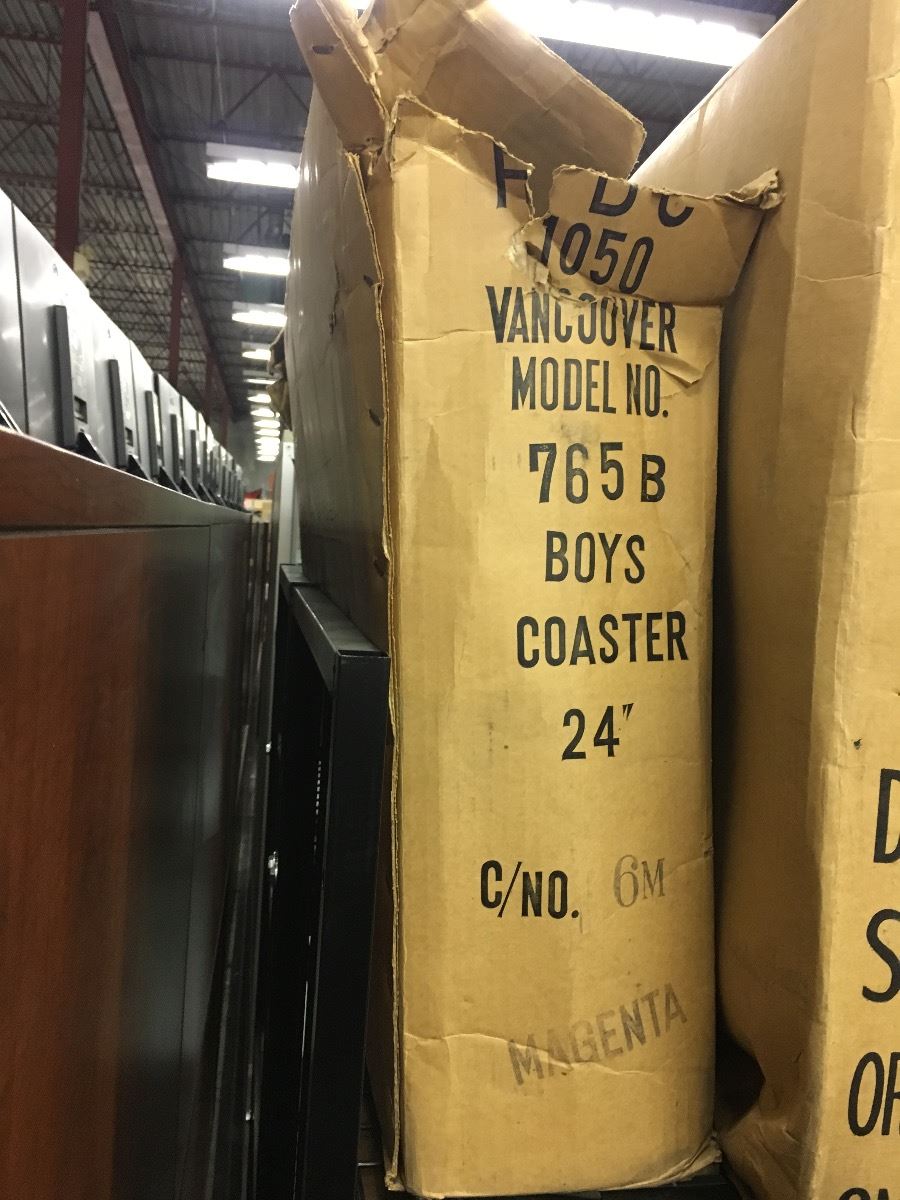 1050
VANCOUVER
MODEL NO.
765 B
BOYS
COASTER
24"
C/NO. 6M
MAGENTA